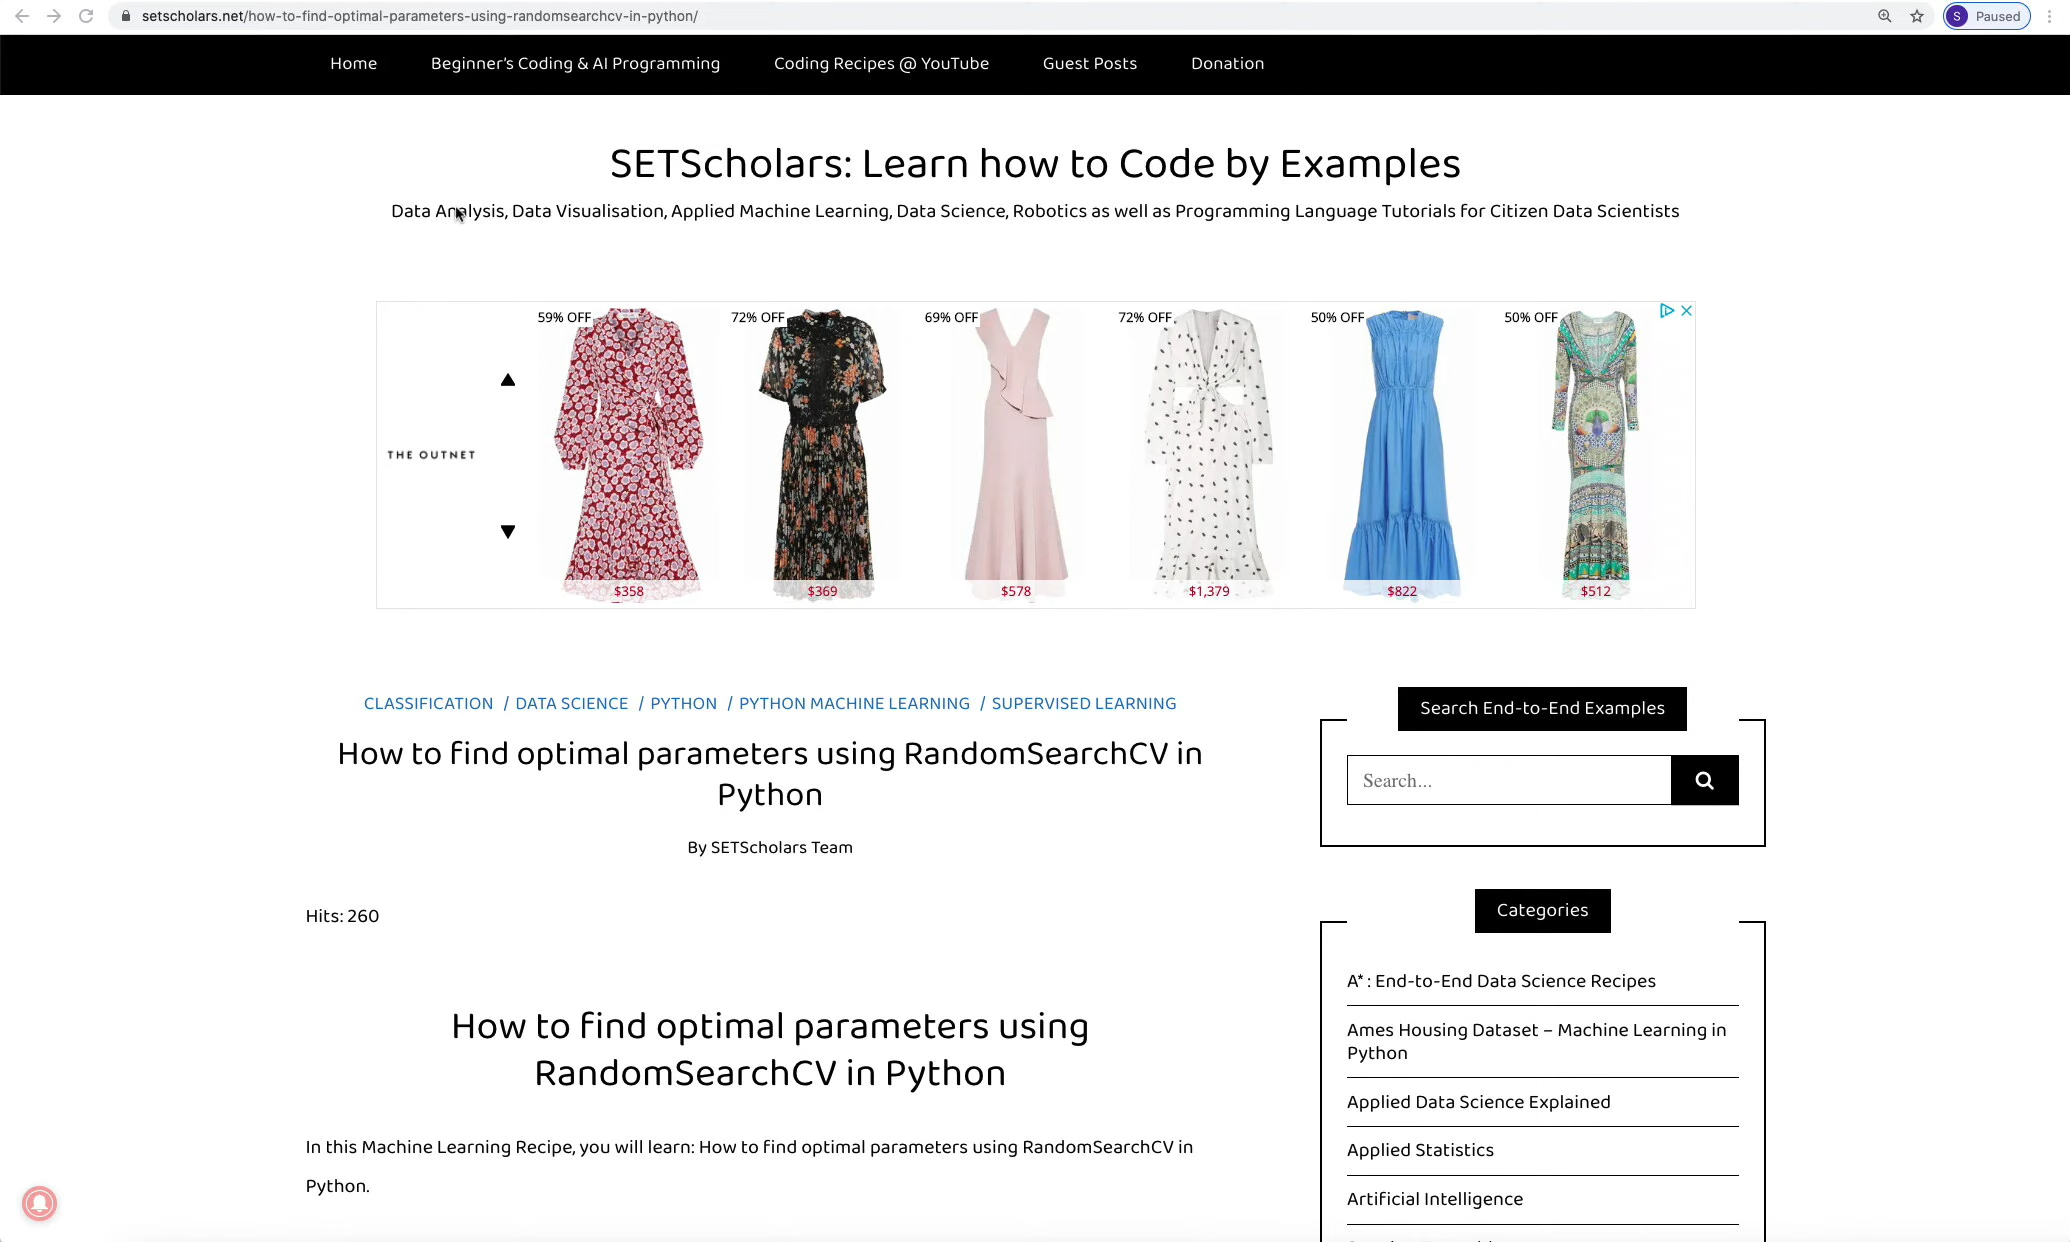 setscholars.net/how-to-find-optimal-parameters-using-randomsearchcv-in-python/
S Paused
Home Beginner's Coding & AI Programming Coding Recipes @ YouTube Guest Posts Donation
SETScholars: Learn how to Code by Examples
Data Analysis, Data Visualisation, Applied Machine Learning, Data Science, Robotics as well as Programming Language Tutorials for Citizen Data Scientists
59% OFF 72% OFF 69% OFF 72% OFF 50% OFF 50% OFF
THE OUTNET
$358 $369 $578 $1,379 $822 $512
CLASSIFICATION / DATA SCIENCE / PYTHON / PYTHON MACHINE LEARNING / SUPERVISED LEARNING
How to find optimal parameters using RandomSearchCV in
Python
By SETScholars Team
Hits: 260
How to find optimal parameters using
RandomSearchCV in Python
In this Machine Learning Recipe, you will learn: How to find optimal parameters using RandomSearchCV in
Python.
Search End-to-End Examples
Search...
Categories
A* : End-to-End Data Science Recipes
Ames Housing Dataset – Machine Learning in
Python
Applied Data Science Explained
Applied Statistics
Artificial Intelligence